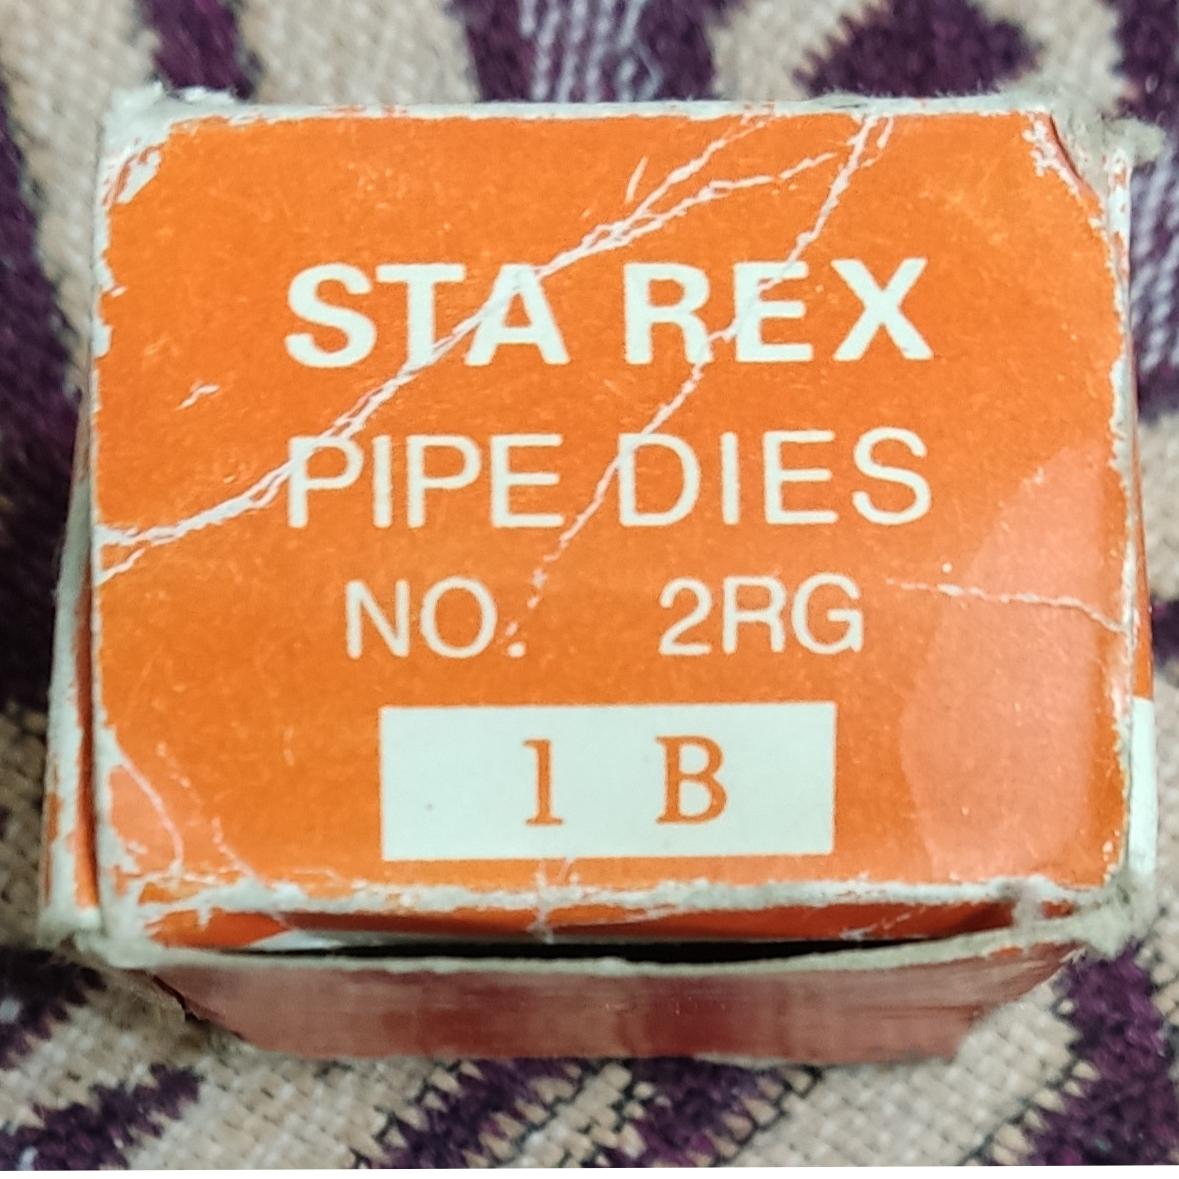 STA REX
PIPE DIES
NO. 2RG
1 B